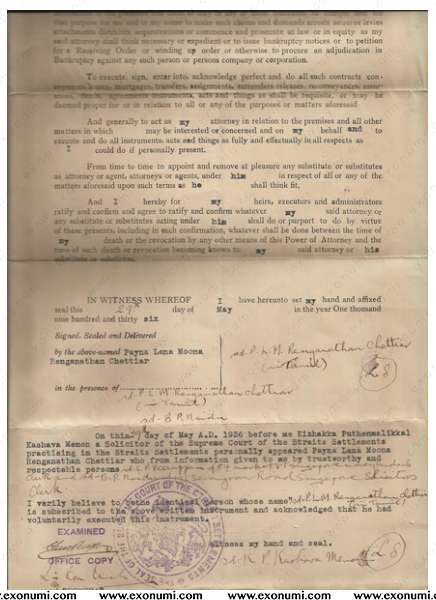 that purpose for me and in my name to make such claims and demands arrests seizures levies
attachments distraints sequestrations or commence and prosecute at law or in equity as my
said attorney shall think necessary or expedient or to issue bankruptcy notices or to petition
for a Receiving Order or winding up order or otherwise to procure an adjudication in
Bankruptcy against any such person or persons company or corporation.
To execute, sign, enter into, acknowledge perfect and do all such contracts
mortgages, transfers, assignments, surrenders releases, reconveyances,
instruments, acts and things as shall be requisite, or may be
deemed proper for or in relation to all or any of the purposes or matters aforesaid
And generally to act as my attorney in relation to the premises and all other
matters in which may be interested or concerned and on my behalf and to
execute and do all instruments, acts and things as fully and effectually in all respects as
I could do if personally present.
From time to time to appoint and remove at pleasure any substitute or substitutes
as attorney or agent, attorneys or agents, under him in respect of all or any of the
matters aforesaid upon such terms as he shall think fit,
And I hereby for my heirs, executors and administrators
ratify and confirm and agree to ratify and confirm whatever my said attorney or
any substitute or substitutes acting under him shall do or purport to do by virtue
of these presents, including in such confirmation, whatever shall be done between the time of
my death or the revocation by any other means of this Power of Attorney and the
time of such death or revocation becoming known to my said attorney or his
substitute or substitutes.
IN WITNESS WHEREOF I have hereunto set my hand and affixed
seal this 29th day of May in the year One thousand
one hundred and thirty six
Signed, Sealed and Delivered
by the above-named Payna Lana Moona
Renganathan Chettiar
sd. P.L.M. Renganathan Chettiar
(in Tamil)
in the presence of
sd. P.L.M. Renganathan Chettiar
(in Tamil)
On this 29 day of May A.D. 1936 before me Kizhakka Puthenmalikkal
Kashava Menon a Solicitor of the Supreme Court of the Straits Settlements
practising in the Straits Settlements personally appeared Payna Lana Moona
Renganathan Chettiar who from information given to me by trustworthy and
respectable persons
Clerk
I verily believe to be the identical person whose name
is subscribed to the above written instrument and acknowledged that he had
voluntarily executed this instrument.
EXAMINED
Witness my hand and seal.
OFFICE COPY
sd. K P Kashava Menon
www.exonumi.com www.exonumi.com www.exonumi.com